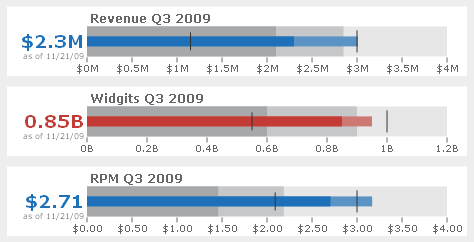 Revenue Q3 2009
$2.3M
as of 11/21/09
$0M $0.5M $1M $1.5M $2M $2.5M $3M $3.5M $4M
Widgits Q3 2009
0.85B
as of 11/21/09
0B 0.2B 0.4B 0.6B 0.8B 1B 1.2B
RPM Q3 2009
$2.71
as of 11/21/09
$0.00 $0.50 $1.00 $1.50 $2.00 $2.50 $3.00 $3.50 $4.00